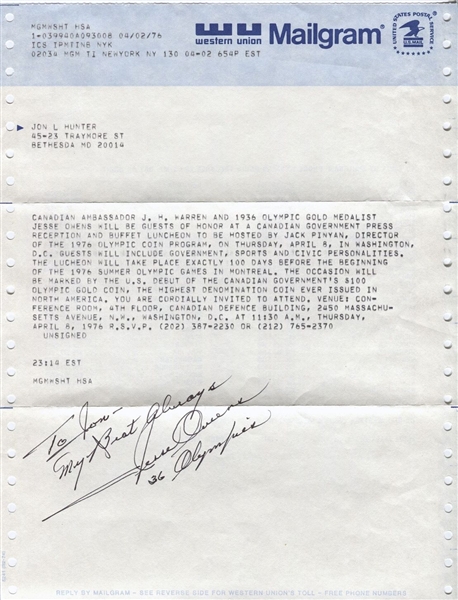 MGMWSHT HSA
1-039940A093008 04/02/76
ICS IPMTINB NYK
02034 MGM TI NEWYORK NY 130 04-02 654P EST
western union Mailgram
UNITED STATES POSTAL SERVICE
U.S. MAIL
JON L HUNTER
45-23 TRAYMORE ST
BETHESDA MD 20014
CANADIAN AMBASSADOR J. H. WARREN AND 1936 OLYMPIC GOLD MEDALIST
JESSE OWENS WILL BE GUESTS OF HONOR AT A CANADIAN GOVERNMENT PRESS
RECEPTION AND BUFFET LUNCHEON TO BE HOSTED BY JACK PINYAN, DIRECTOR
OF THE 1976 OLYMPIC COIN PROGRAM, ON THURSDAY, APRIL 8, IN WASHINGTON,
D.C. GUESTS WILL INCLUDE GOVERNMENT, SPORTS AND CIVIC PERSONALITIES.
THE LUCHEON WILL TAKE PLACE EXACTLY 100 DAYS BEFORE THE BEGINNING
OF THE 1976 SUMMER OLYMPIC GAMES IN MONTREAL. THE OCCASION WILL
BE MARKED BY THE U.S. DEBUT OF THE CANADIAN GOVERNMENT'S $100
OLYMPIC GOLD COIN, THE HIGHEST DENOMINATION COIN EVER ISSUED IN
NORTH AMERICA. YOU ARE CORDIALLY INVITED TO ATTEND. VENUE: CON-
FERENCE ROOM, 4TH FLOOR, CANADIAN DEFENCE BUILDING, 2450 MASSACHU-
SETTS AVENUE, N.W., WASHINGTON, D.C. AT 11:30 A.M., THURSDAY,
APRIL 8, 1976 R.S.V.P. (202) 387-2230 OR (212) 765-2370
UNSIGNED
23:14 EST
MGMWSHT HSA
To Jon-
My Best Always
Jesse Owens
36 Olympics
REPLY BY MAILGRAM - SEE REVERSE SIDE FOR WESTERN UNION'S TOLL - FREE PHONE NUMBERS